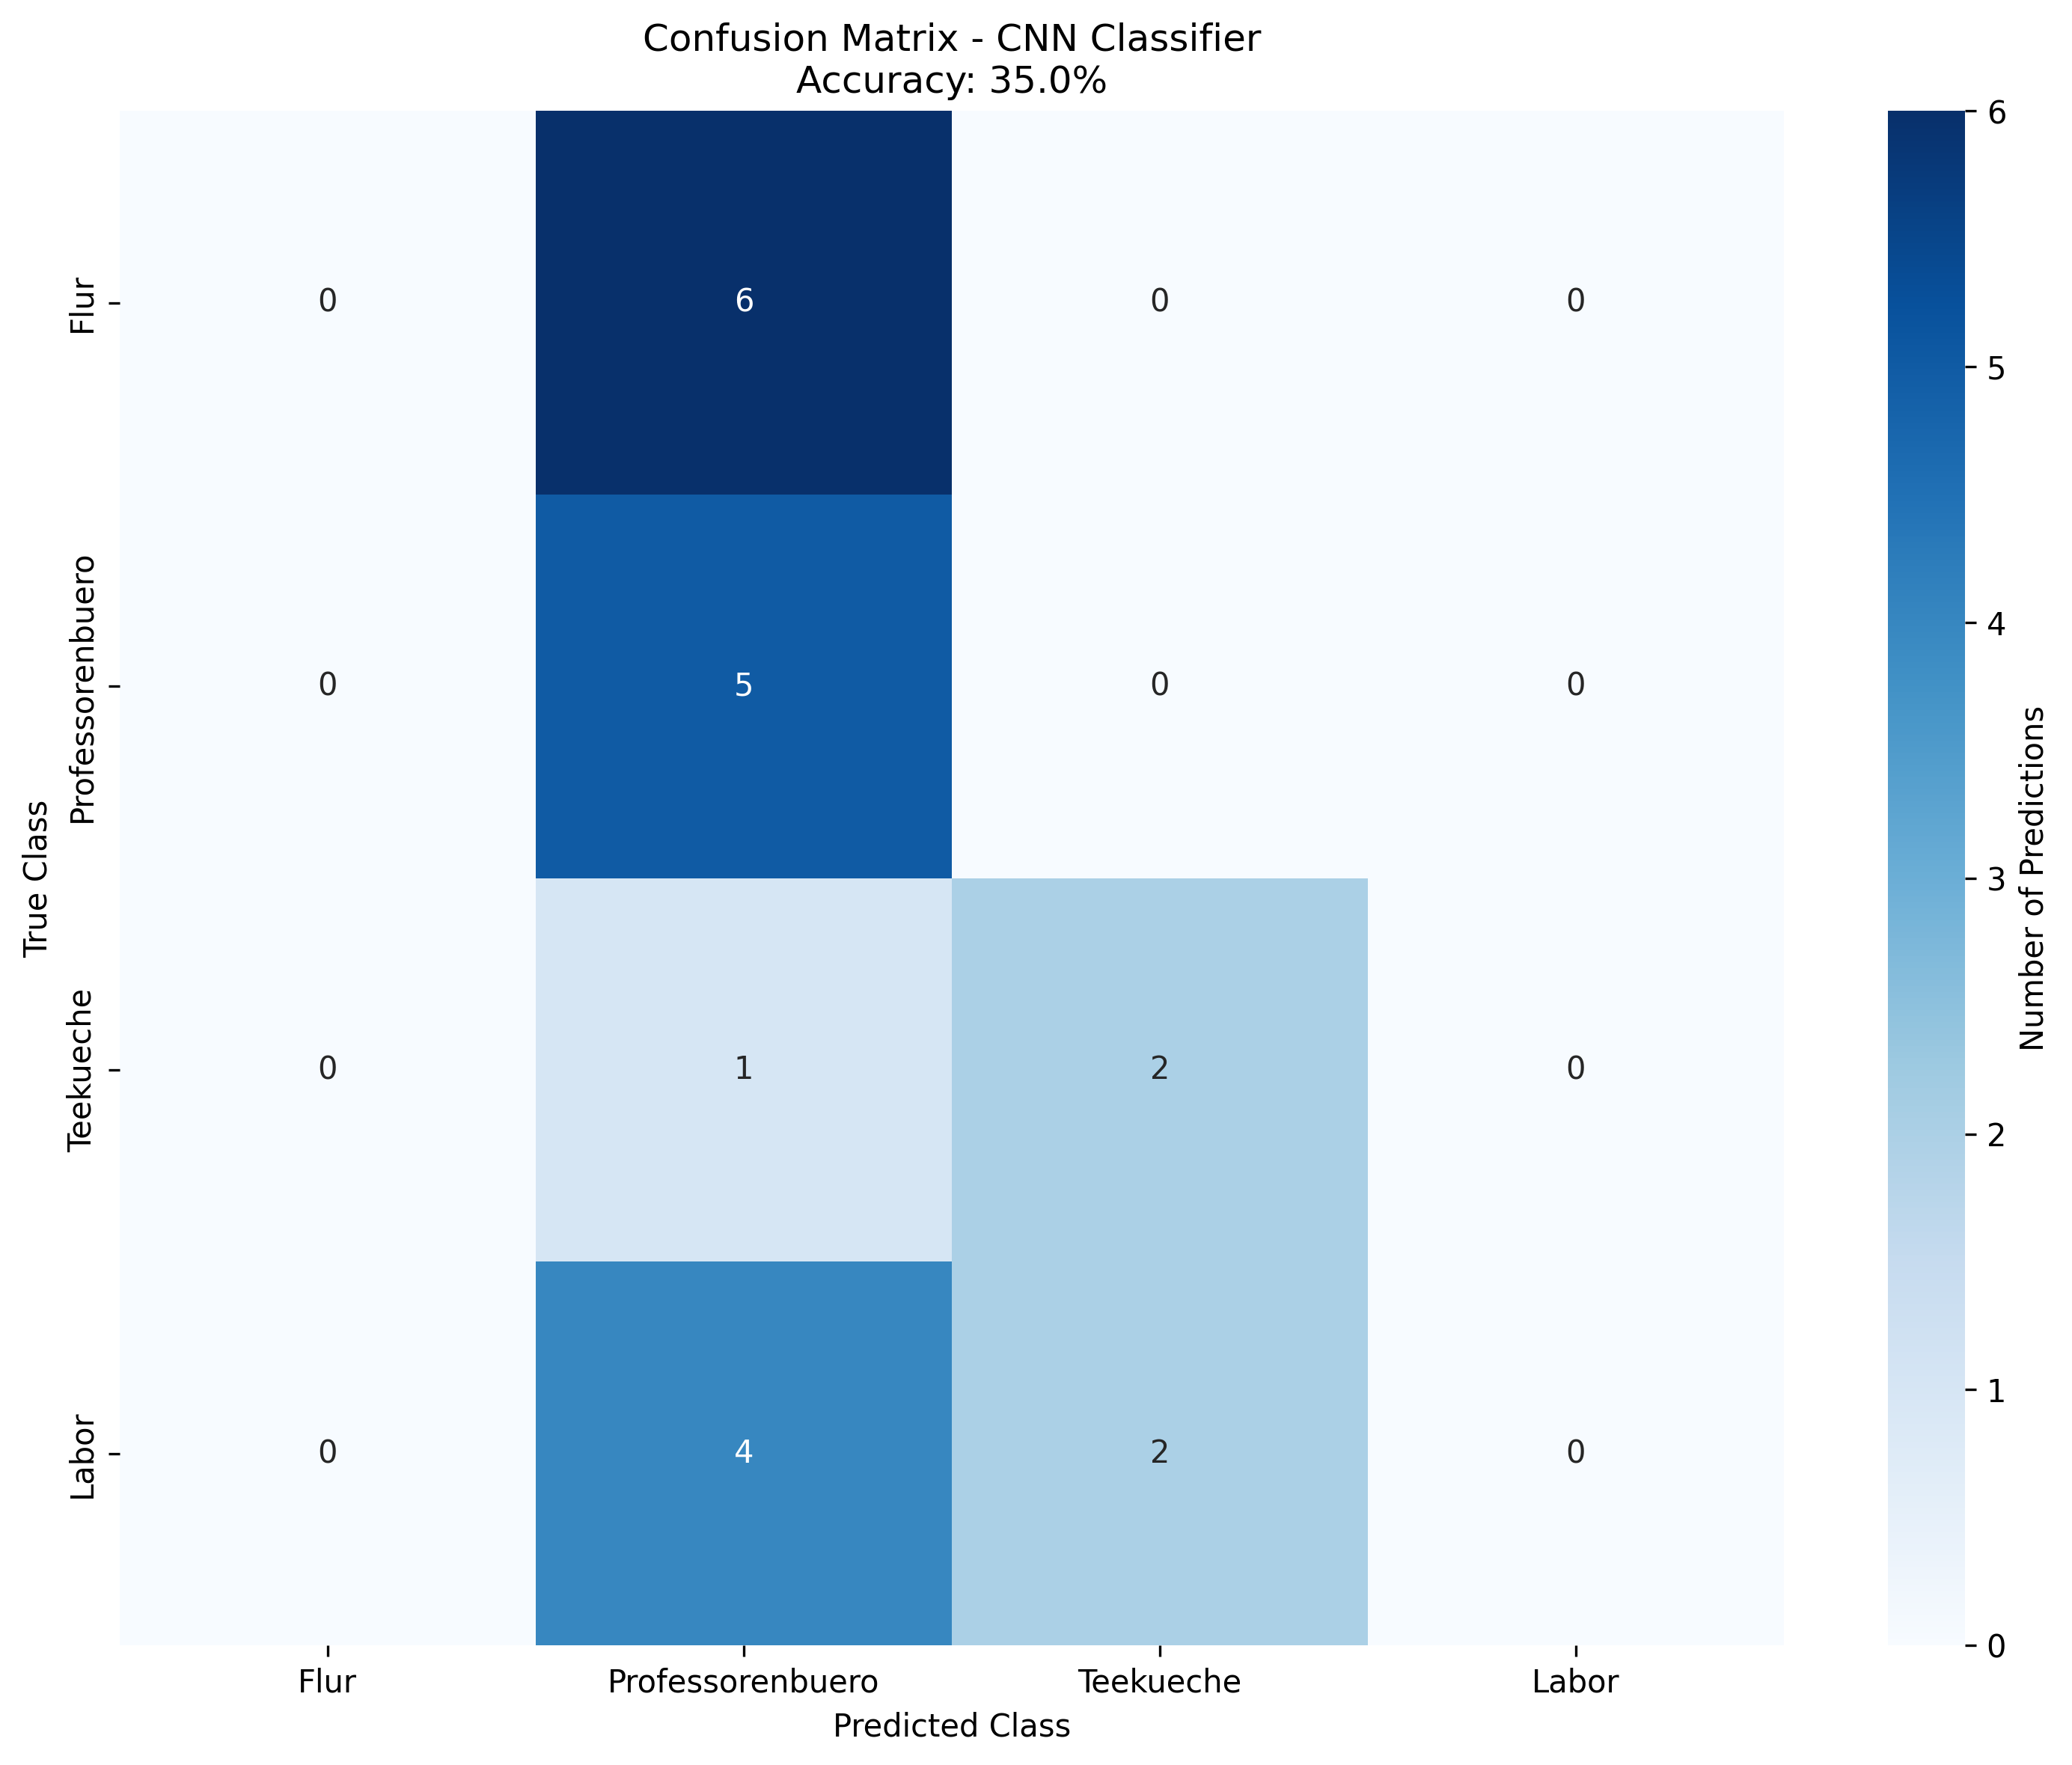 Confusion Matrix - CNN Classifier
Accuracy: 35.0%
True Class
Flur
0 6 0 0
Professorenbuero
0 5 0 0
Teekueche
0 1 2 0
Labor
0 4 2 0
Flur Professorenbuero Teekueche Labor
Predicted Class
6
5
4
3
2
1
0
Number of Predictions